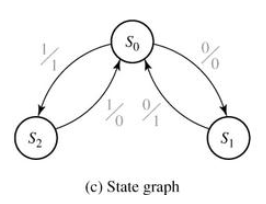 S₀
1/1
0/0
1/0
0/1
S₂
S₁
(c) State graph